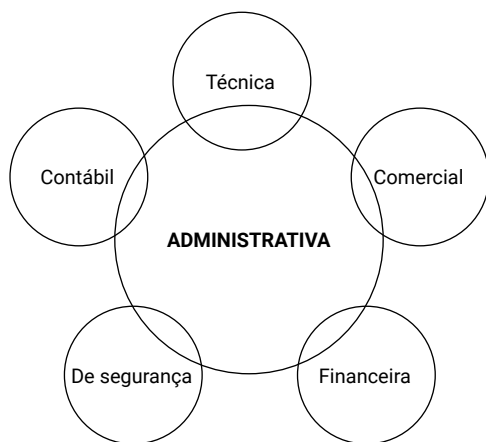 Técnica
Contábil
Comercial
ADMINISTRATIVA
De segurança
Financeira